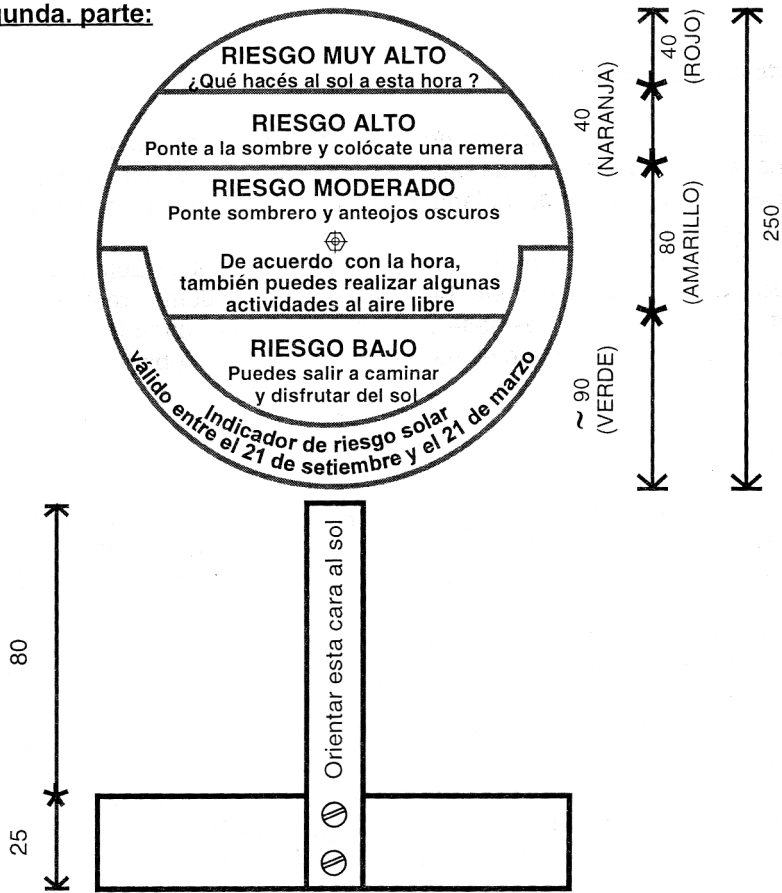 unda. parte:
RIESGO MUY ALTO
¿Qué hacés al sol a esta hora ?
RIESGO ALTO
Ponte a la sombre y colócate una remera
RIESGO MODERADO
Ponte sombrero y anteojos oscuros
De acuerdo con la hora,
también puedes realizar algunas
actividades al aire libre
RIESGO BAJO
Puedes salir a caminar
y disfrutar del sol
Indicador de riesgo solar
válido entre el 21 de setiembre y el 21 de marzo
40
(ROJO)
40
(NARANJA)
80
(AMARILLO)
~ 90
(VERDE)
250
Orientar esta cara al sol
80
25